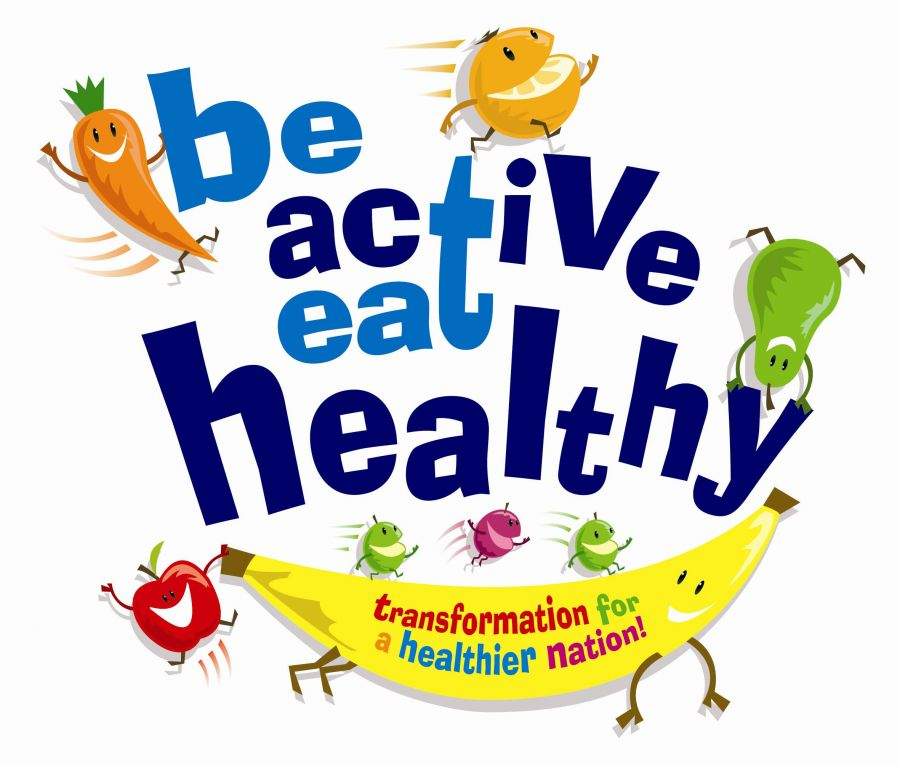 be
active
eat
healthy
transformation for
a healthier nation!